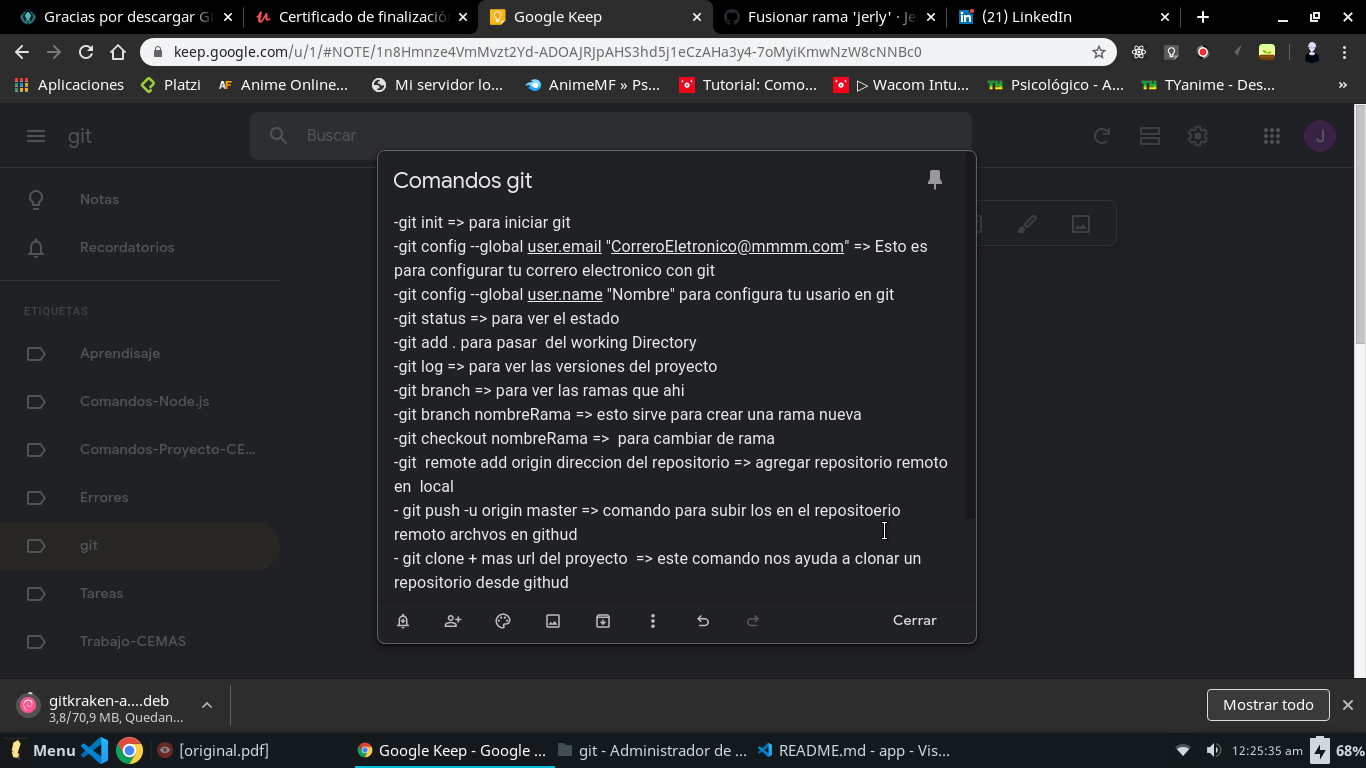 Gracias por descargar Gi
Certificado de finalizació
Google Keep
Fusionar rama 'jerly' · Je
(21) LinkedIn
keep.google.com/u/1/#NOTE/1n8Hmnze4VmMvzt2Yd-ADOAJRJpAHS3hd5j1eCzAHa3y4-7oMyiKmwNzW8cNNBc0
Aplicaciones
Platzi
Anime Online...
Mi servidor lo...
AnimeMF » Ps...
Tutorial: Como...
▷ Wacom Intu...
Psicológico - A...
TYanime - Des...
»
git
Buscar
J
Notas
Recordatorios
ETIQUETAS
Aprendisaje
Comandos-Node.js
Comandos-Proyecto-CE...
Errores
git
Tareas
Trabajo-CEMAS
Comandos git
-git init => para iniciar git
-git config --global user.email "CorreroEletronico@mmmm.com" => Esto es
para configurar tu correro electronico con git
-git config --global user.name "Nombre" para configura tu usario en git
-git status => para ver el estado
-git add . para pasar  del working Directory
-git log => para ver las versiones del proyecto
-git branch => para ver las ramas que ahi
-git branch nombreRama => esto sirve para crear una rama nueva
-git checkout nombreRama =>  para cambiar de rama
-git  remote add origin direccion del repositorio => agregar repositorio remoto
en  local
- git push -u origin master => comando para subir los en el repositoerio
remoto archvos en githud
- git clone + mas url del proyecto  => este comando nos ayuda a clonar un
repositorio desde githud
Cerrar
gitkraken-a....deb
3,8/70,9 MB, Quedan...
Mostrar todo
Menu
[original.pdf]
Google Keep - Google ...
git - Administrador de ...
README.md - app - Vis...
12:25:35 am
68%